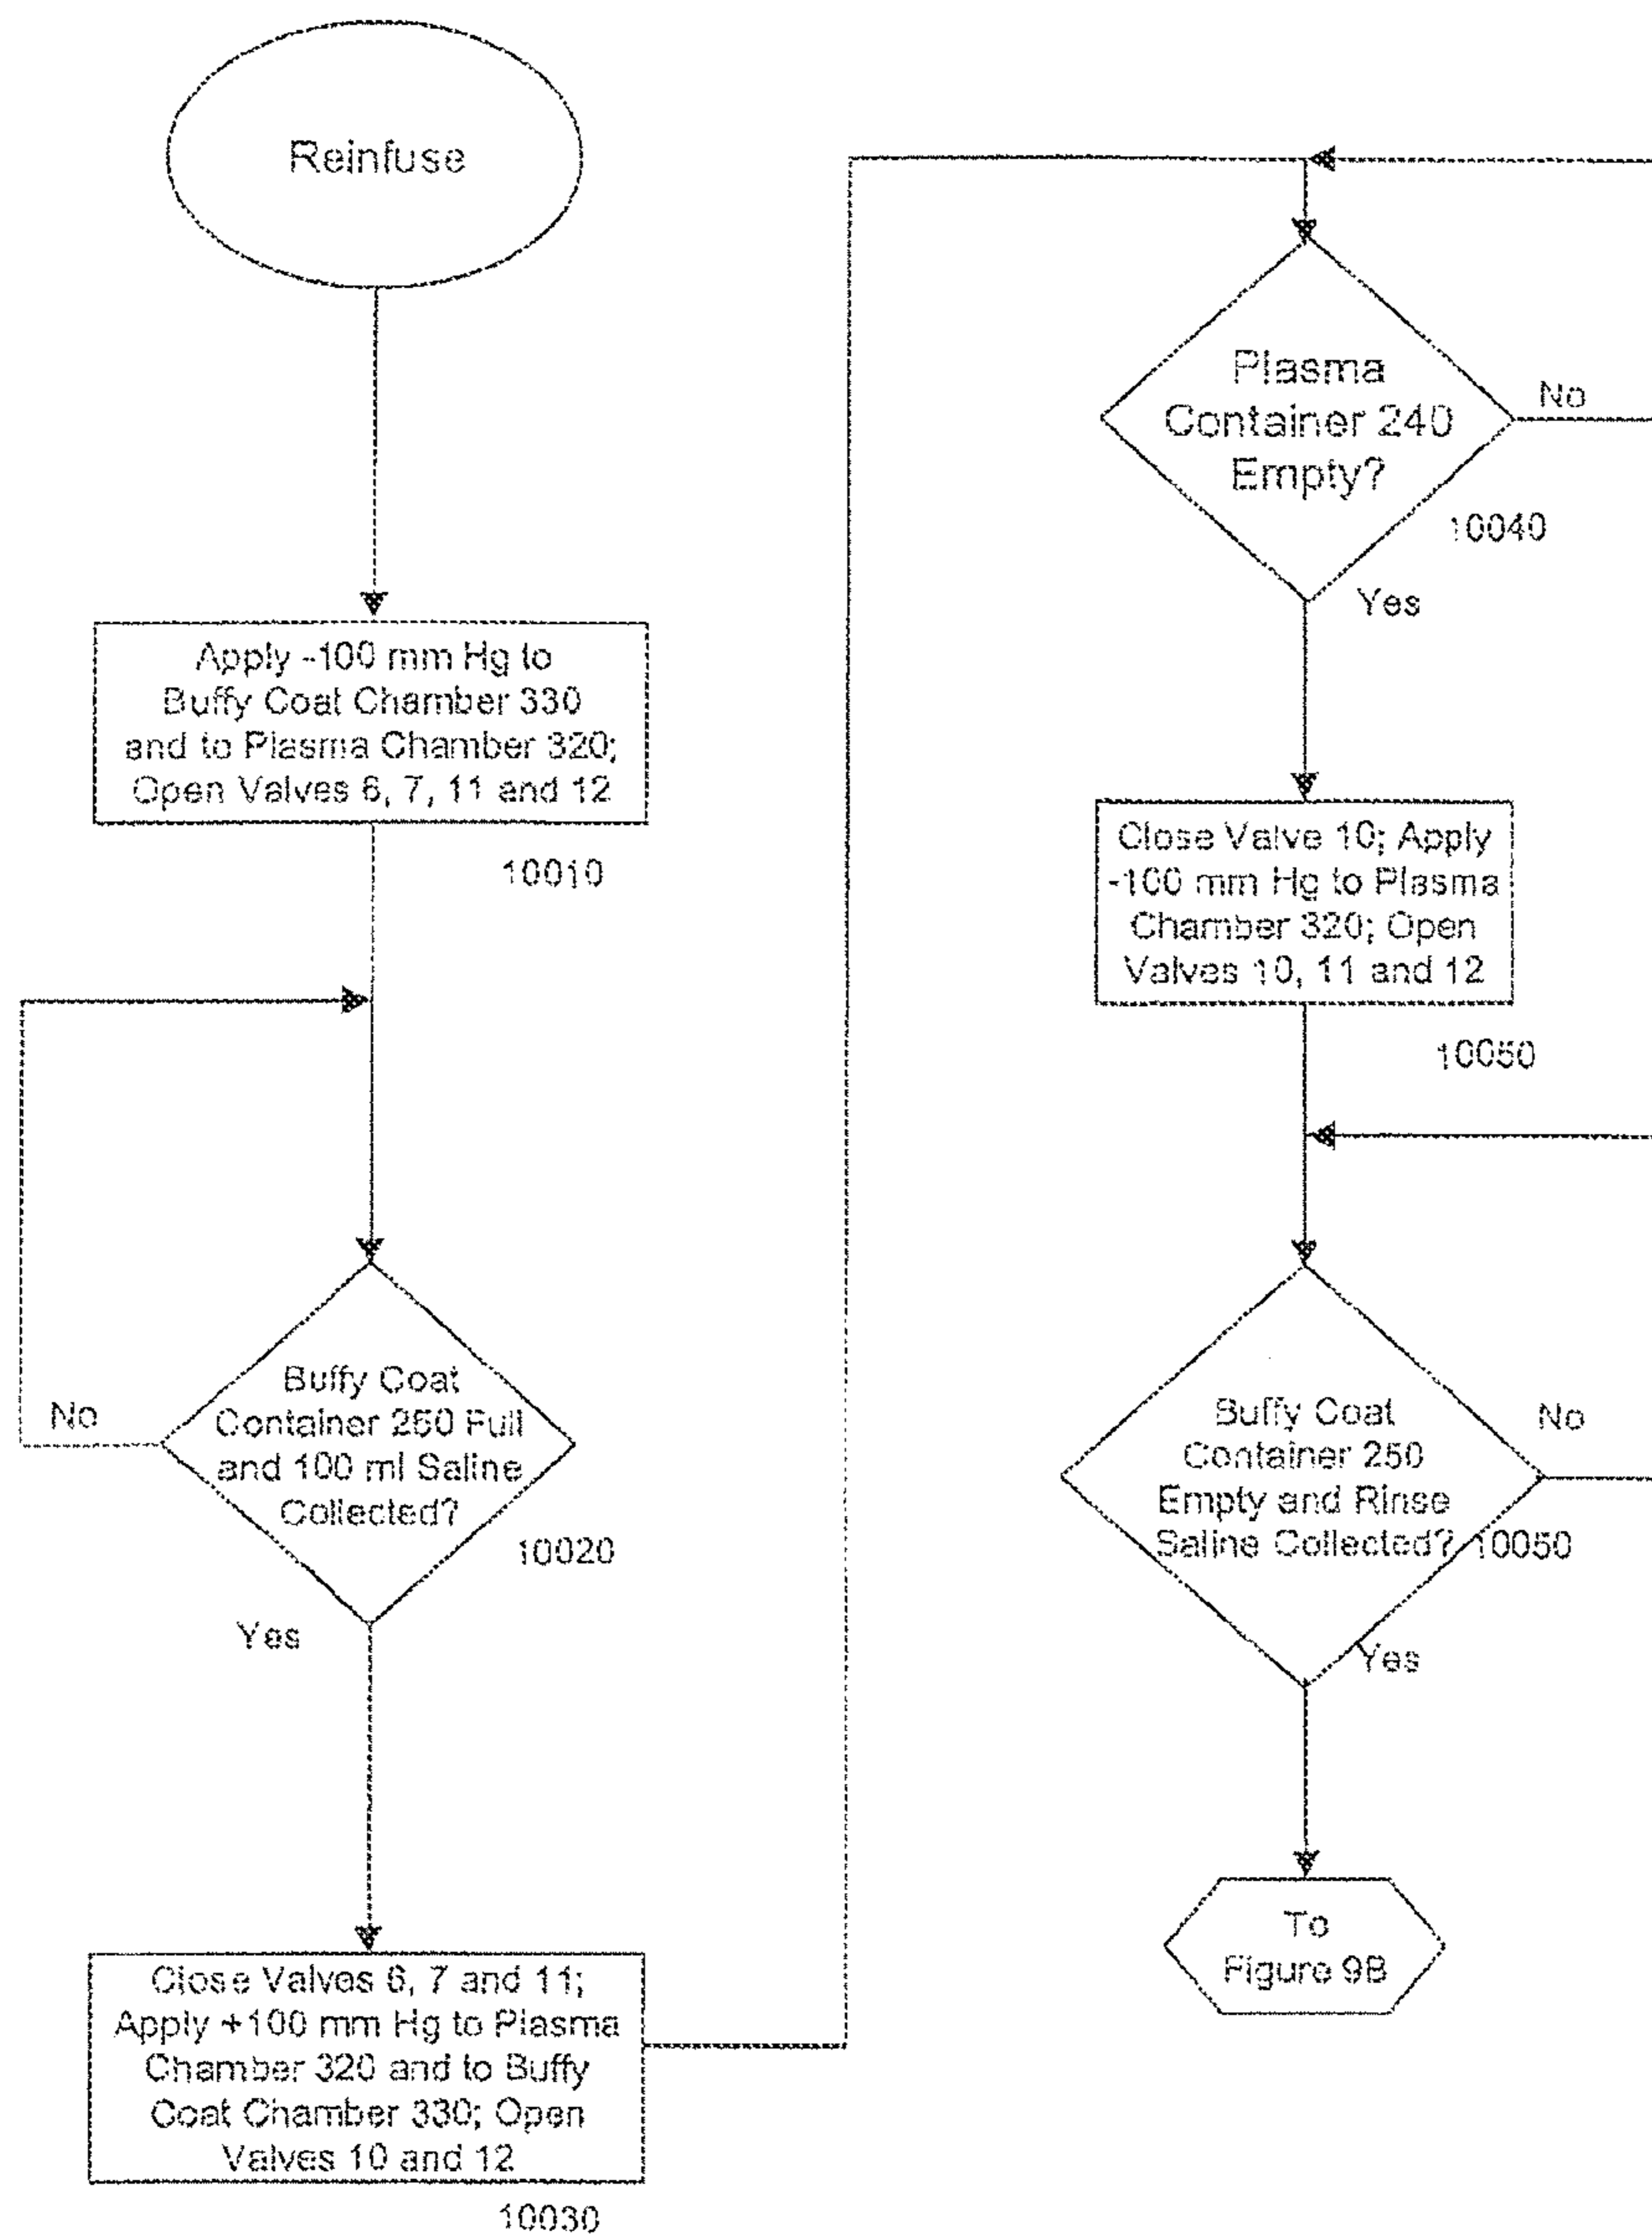 Reinfuse
Apply -100 mm Hg to
Buffy Coat Chamber 330
and to Plasma Chamber 320;
Open Valves 6, 7, 11 and 12
10010
No
Buffy Coat
Container 250 Full
and 100 ml Saline
Collected?
10020
Yes
Close Valves 6, 7 and 11;
Apply +100 mm Hg to Plasma
Chamber 320 and to Buffy
Coat Chamber 330; Open
Valves 10 and 12
10030
Plasma
Container 240
Empty?
No
10040
Yes
Close Valve 10; Apply
-100 mm Hg to Plasma
Chamber 320; Open
Valves 10, 11 and 12
10050
Buffy Coat
Container 250
Empty and Rinse
Saline Collected?
No
10050
Yes
To
Figure 9B